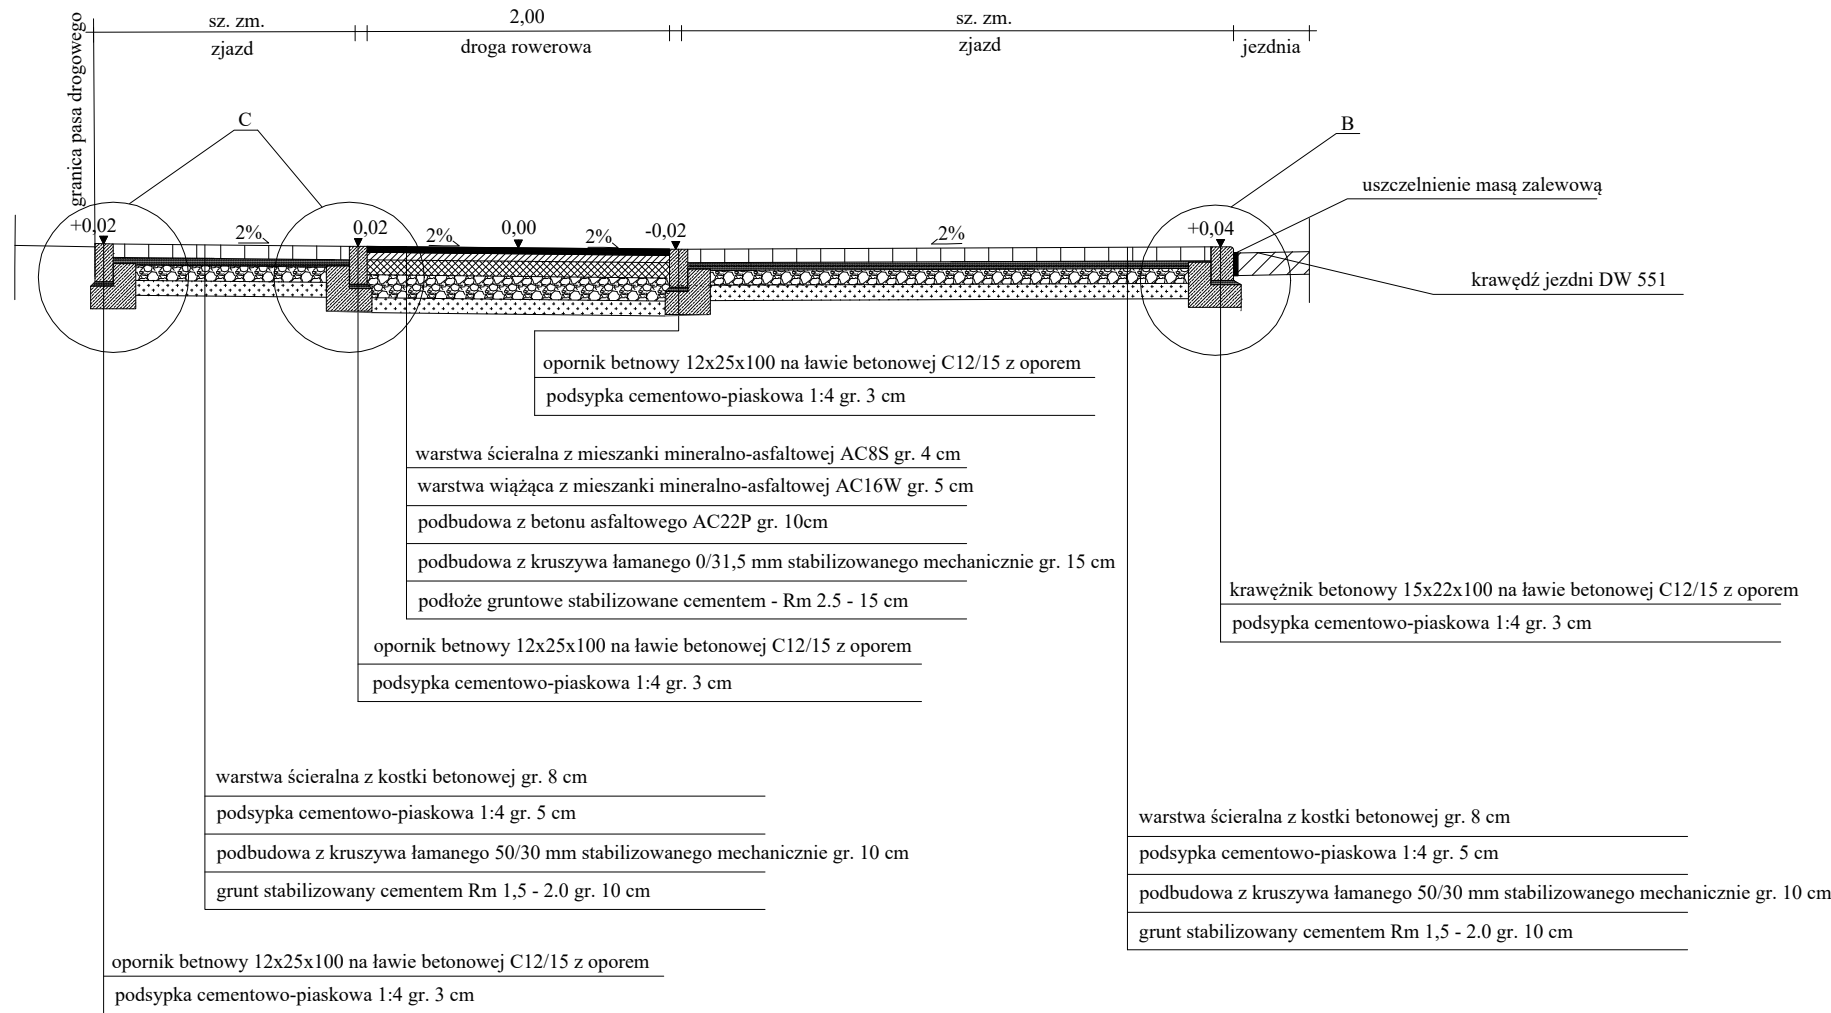 granica pasa drogowego
sz. zm.
zjazd
2,00
droga rowerowa
sz. zm.
zjazd
jezdnia
C
B
uszczelnienie masą zalewową
+0,02
2%
0,02
2%
0,00
2%
-0,02
2%
+0,04
krawędź jezdni DW 551
opornik betnowy 12x25x100 na ławie betonowej C12/15 z oporem
podsypka cementowo-piaskowa 1:4 gr. 3 cm
warstwa ścieralna z mieszanki mineralno-asfaltowej AC8S gr. 4 cm
warstwa wiążąca z mieszanki mineralno-asfaltowej AC16W gr. 5 cm
podbudowa z betonu asfaltowego AC22P gr. 10cm
podbudowa z kruszywa łamanego 0/31,5 mm stabilizowanego mechanicznie gr. 15 cm
podłoże gruntowe stabilizowane cementem - Rm 2.5 - 15 cm
krawężnik betonowy 15x22x100 na ławie betonowej C12/15 z oporem
podsypka cementowo-piaskowa 1:4 gr. 3 cm
opornik betnowy 12x25x100 na ławie betonowej C12/15 z oporem
podsypka cementowo-piaskowa 1:4 gr. 3 cm
warstwa ścieralna z kostki betonowej gr. 8 cm
podsypka cementowo-piaskowa 1:4 gr. 5 cm
podbudowa z kruszywa łamanego 50/30 mm stabilizowanego mechanicznie gr. 10 cm
grunt stabilizowany cementem Rm 1,5 - 2.0 gr. 10 cm
warstwa ścieralna z kostki betonowej gr. 8 cm
podsypka cementowo-piaskowa 1:4 gr. 5 cm
podbudowa z kruszywa łamanego 50/30 mm stabilizowanego mechanicznie gr. 10 cm
grunt stabilizowany cementem Rm 1,5 - 2.0 gr. 10 cm
opornik betnowy 12x25x100 na ławie betonowej C12/15 z oporem
podsypka cementowo-piaskowa 1:4 gr. 3 cm